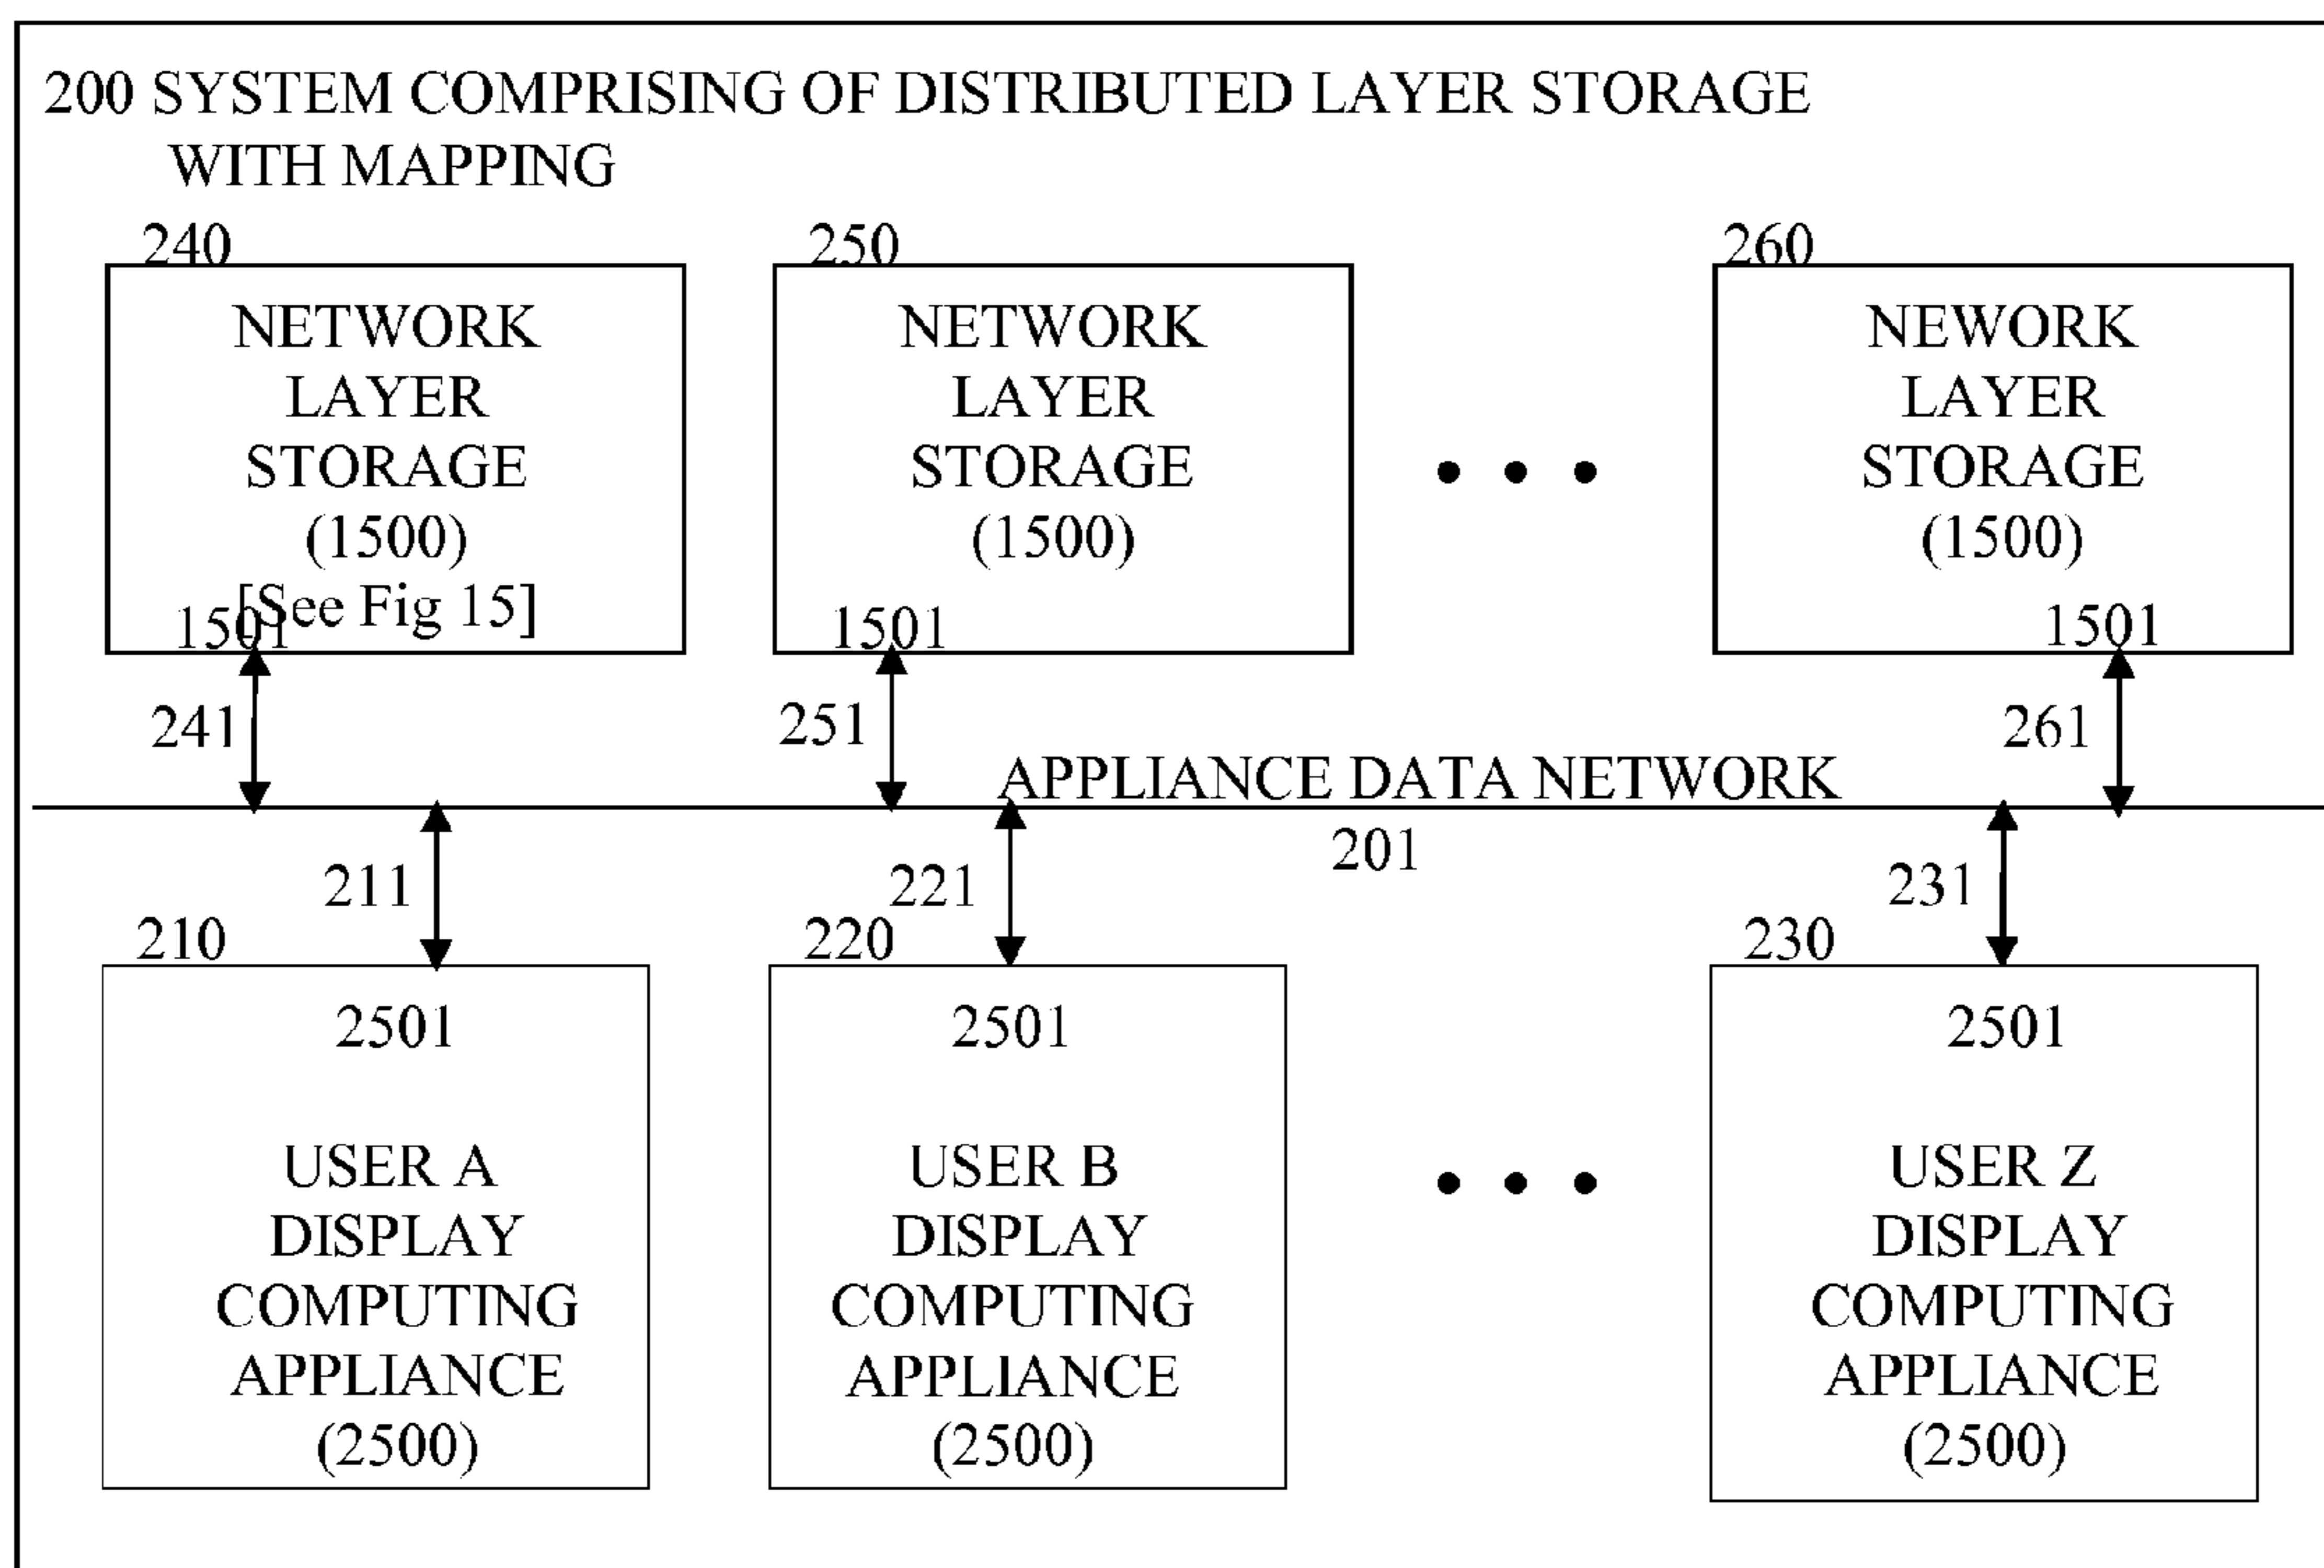 200 SYSTEM COMPRISING OF DISTRIBUTED LAYER STORAGE
WITH MAPPING
240
NETWORK
LAYER
STORAGE
(1500)
[See Fig 15]
1501
250
NETWORK
LAYER
STORAGE
(1500)
1501
260
NEWORK
LAYER
STORAGE
(1500)
1501
241
251
261
APPLIANCE DATA NETWORK
201
211
221
231
210
2501
USER A
DISPLAY
COMPUTING
APPLIANCE
(2500)
220
2501
USER B
DISPLAY
COMPUTING
APPLIANCE
(2500)
230
2501
USER Z
DISPLAY
COMPUTING
APPLIANCE
(2500)